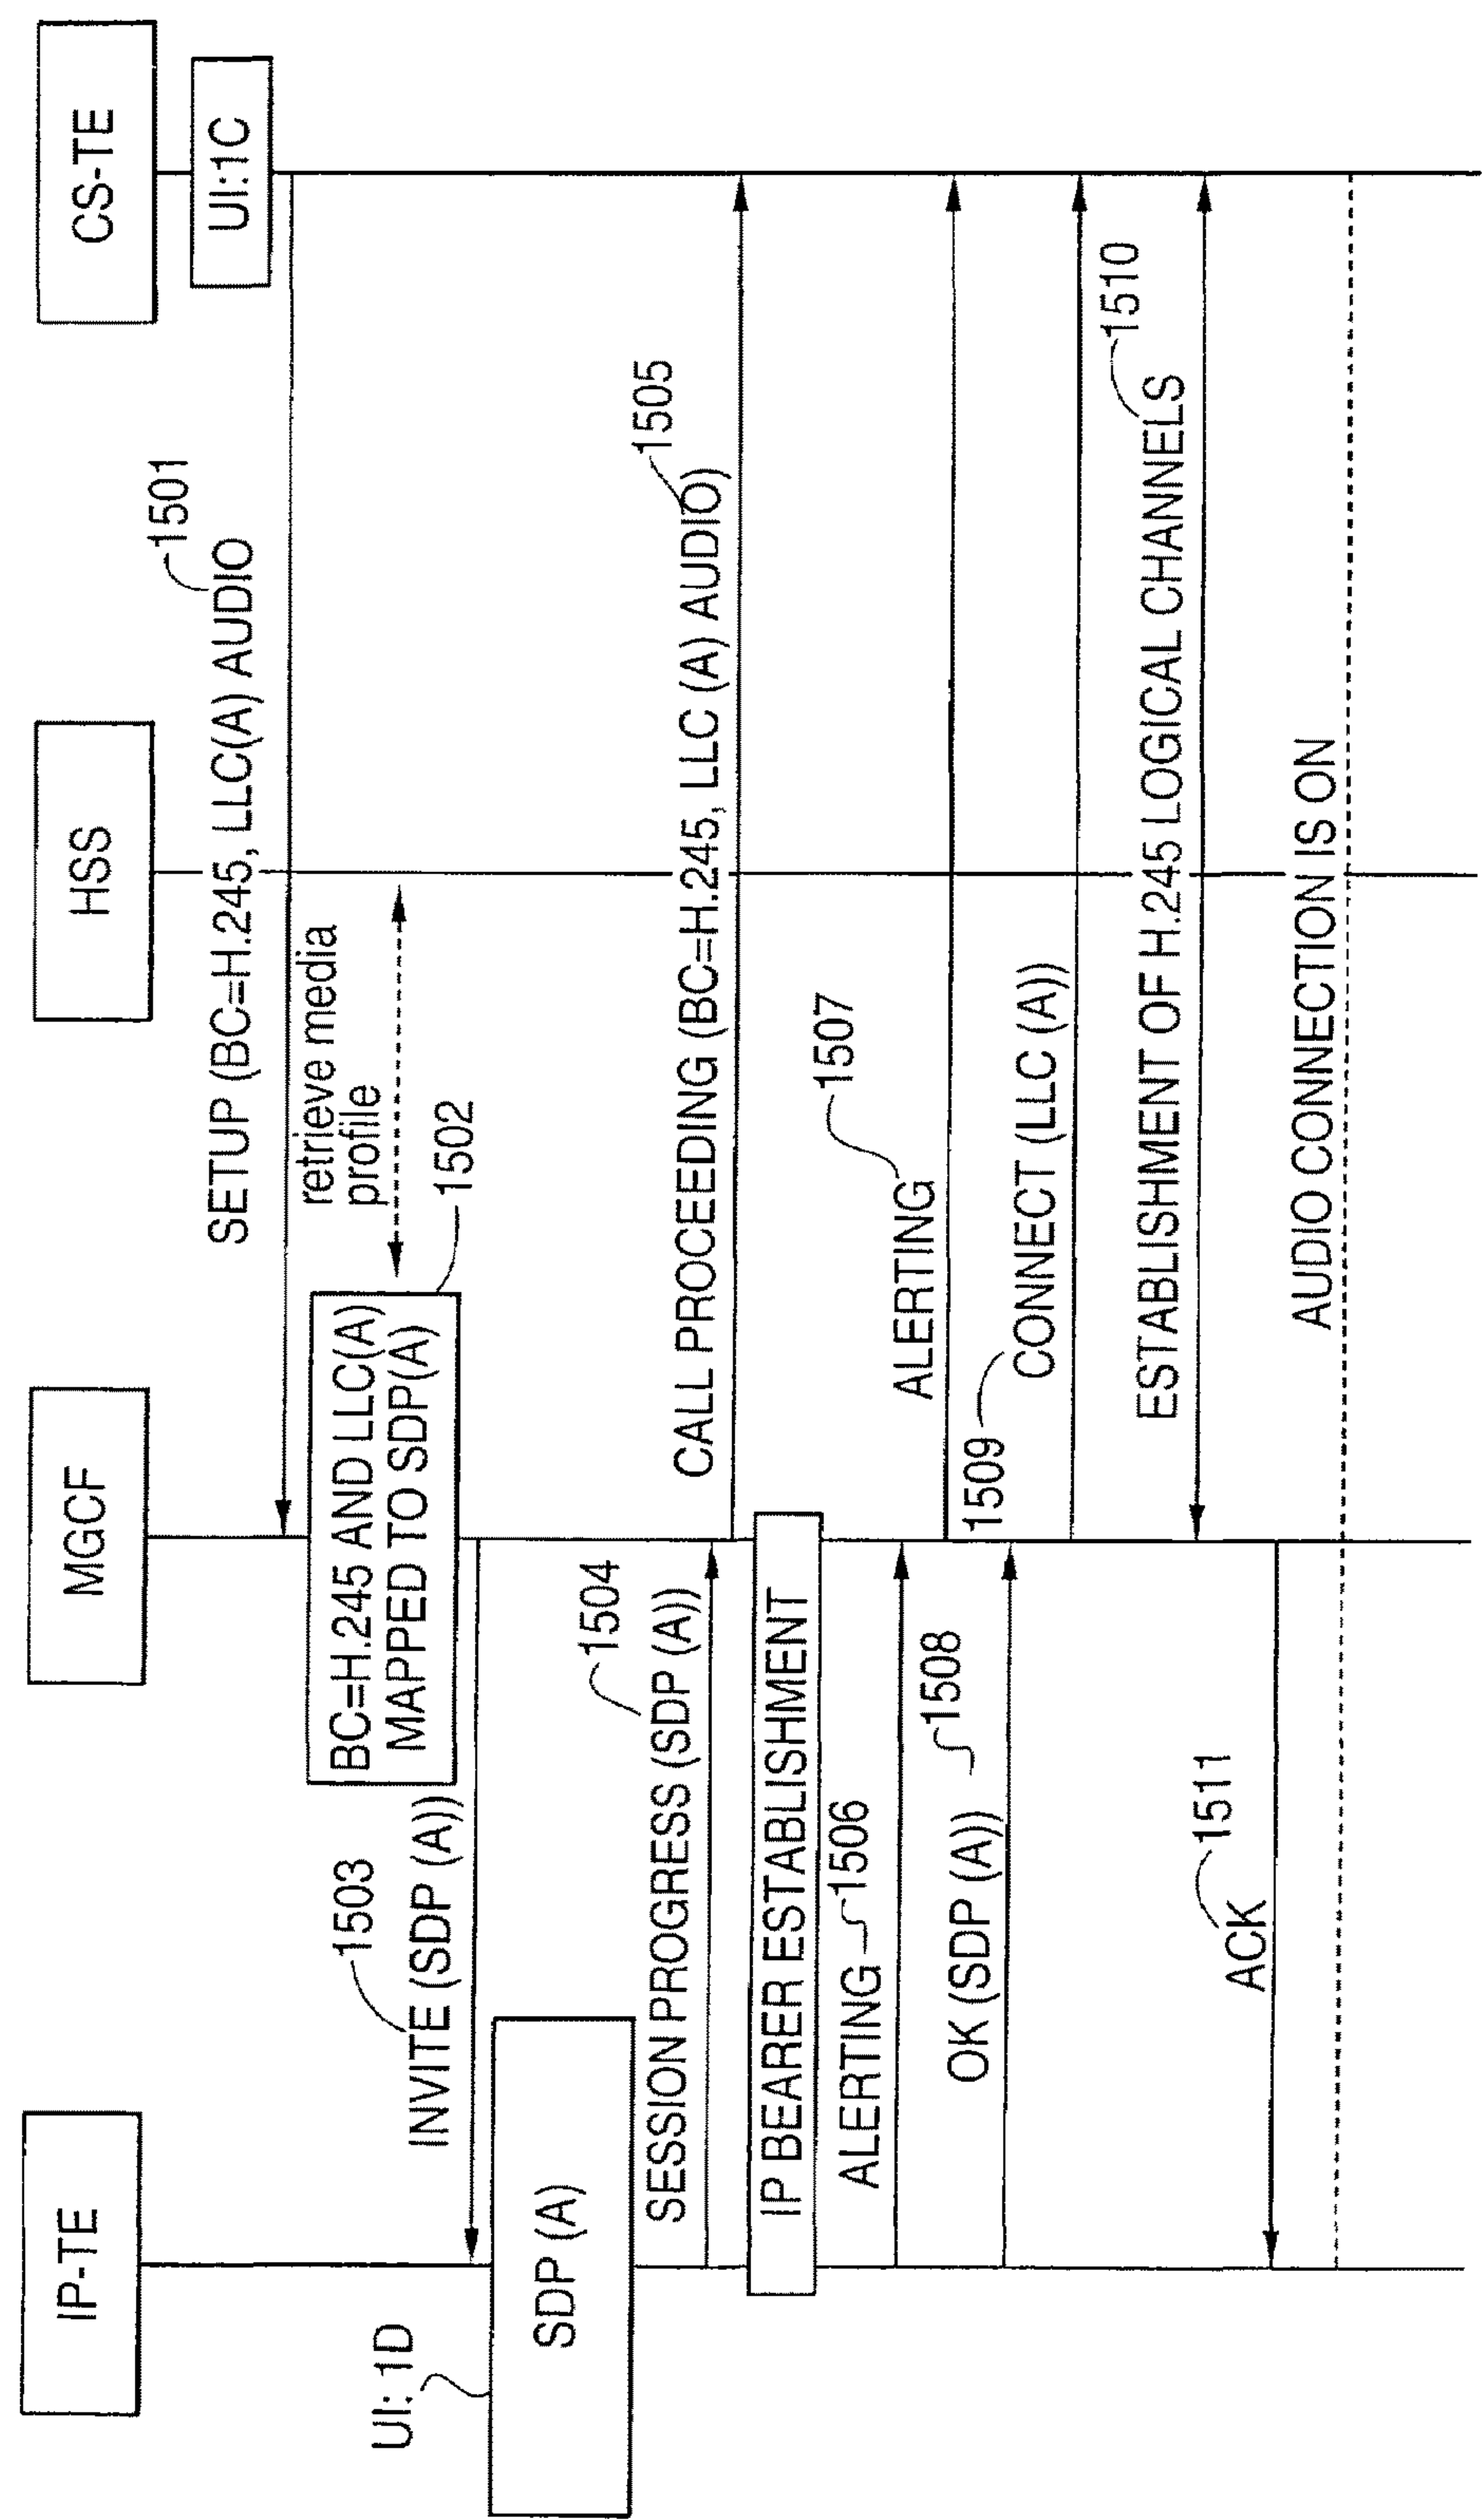 IP-TE
MGCF
HSS
CS-TE
UI:1C
1501
SETUP (BC=H.245, LLC(A) AUDIO
retrieve media
profile
1502
BC=H.245 AND LLC(A)
MAPPED TO SDP(A)
1503
INVITE (SDP (A))
UI: 1D
SDP (A)
1504
SESSION PROGRESS (SDP (A))
1505
CALL PROCEEDING (BC=H.245, LLC (A) AUDIO)
IP BEARER ESTABLISHMENT
ALERTING
1506
1507
ALERTING
OK (SDP (A))
1508
1509
CONNECT (LLC (A))
1510
ESTABLISHMENT OF H.245 LOGICAL CHANNELS
1511
ACK
AUDIO CONNECTION IS ON